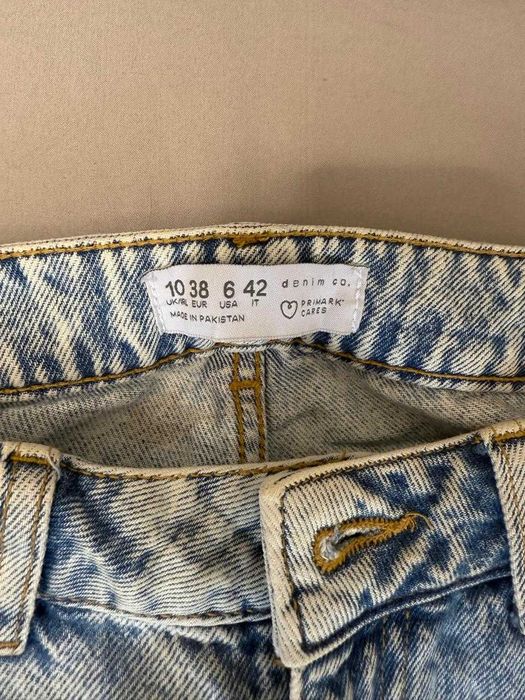 10 38 6 42 denim co.
UK/IRL EUR USA IT PRIMARK®
MADE IN PAKISTAN CARES